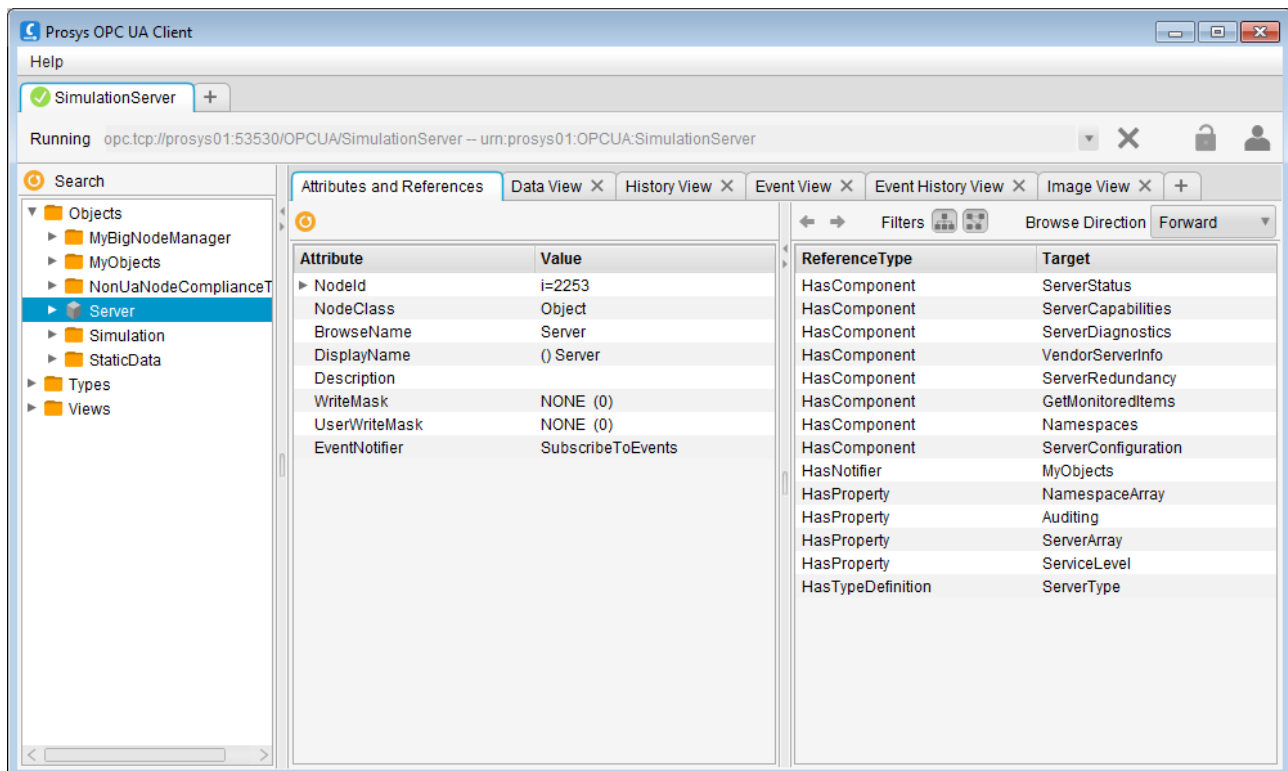 Prosys OPC UA Client
Help
SimulationServer +
Running opc.tcp://prosys01:53530/OPCUA/SimulationServer -- urn:prosys01:OPCUA:SimulationServer
Search
Objects
MyBigNodeManager
MyObjects
NonUaNodeComplianceT
Server
Simulation
StaticData
Types
Views
Attributes and References Data View History View Event View Event History View Image View +
Attribute Value
NodeId i=2253
NodeClass Object
BrowseName Server
DisplayName () Server
Description
WriteMask NONE (0)
UserWriteMask NONE (0)
EventNotifier SubscribeToEvents
Filters Browse Direction Forward
ReferenceType Target
HasComponent ServerStatus
HasComponent ServerCapabilities
HasComponent ServerDiagnostics
HasComponent VendorServerInfo
HasComponent ServerRedundancy
HasComponent GetMonitoredItems
HasComponent Namespaces
HasComponent ServerConfiguration
HasNotifier MyObjects
HasProperty NamespaceArray
HasProperty Auditing
HasProperty ServerArray
HasProperty ServiceLevel
HasTypeDefinition ServerType